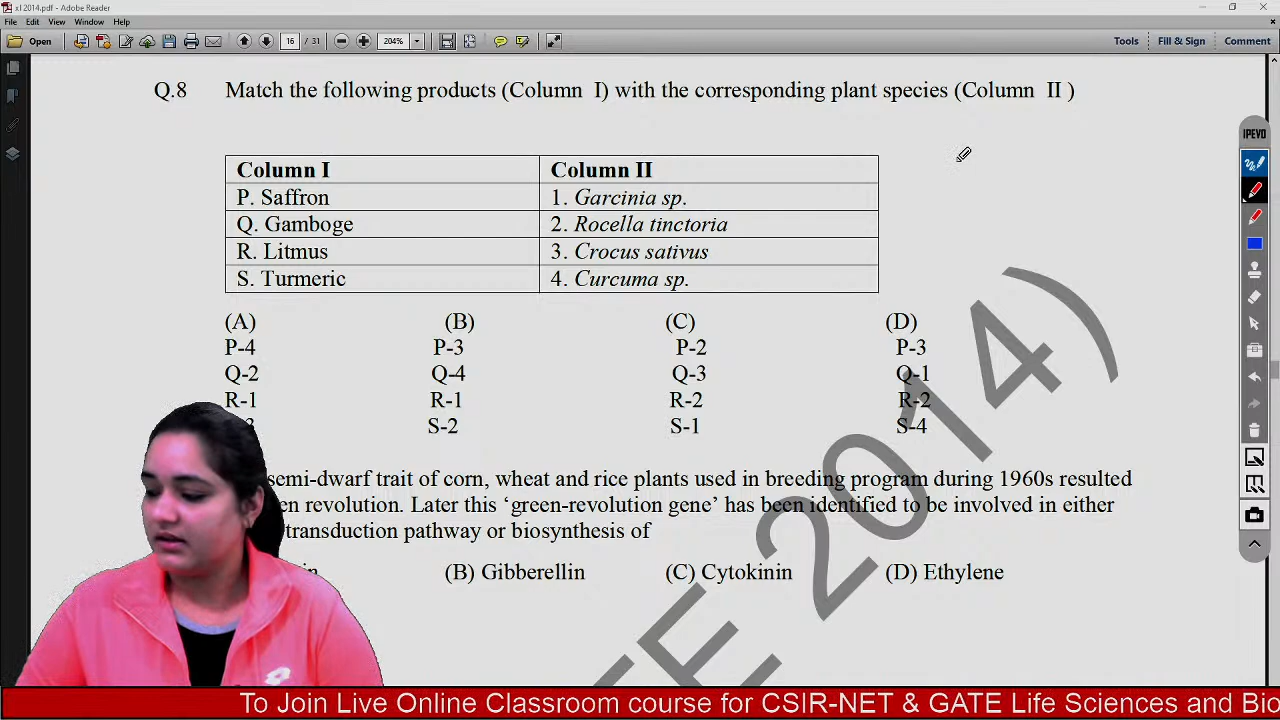 xl 2014.pdf - Adobe Reader
File Edit View Window Help
Open 16 / 31 204% Tools Fill & Sign Comment
Q.8 Match the following products (Column I) with the corresponding plant species (Column II )
IPEVO
Column I Column II
P. Saffron 1. Garcinia sp.
Q. Gamboge 2. Rocella tinctoria
R. Litmus 3. Crocus sativus
S. Turmeric 4. Curcuma sp.
(A) (B) (C) (D)
P-4 P-3 P-2 P-3
Q-2 Q-4 Q-3 Q-1
R-1 R-1 R-2 R-2
S-2 S-1 S-4
semi-dwarf trait of corn, wheat and rice plants used in breeding program during 1960s resulted
revolution. Later this ‘green-revolution gene’ has been identified to be involved in either
transduction pathway or biosynthesis of
(B) Gibberellin (C) Cytokinin (D) Ethylene
2014)
To Join Live Online Classroom course for CSIR-NET & GATE Life Sciences and